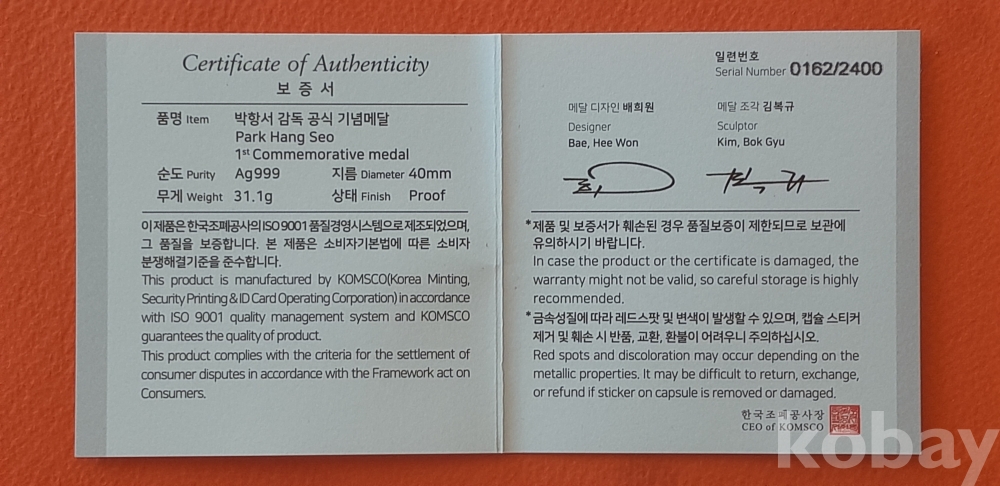 Certificate of Authenticity
보 증 서
품명 Item 박항서 감독 공식 기념메달
Park Hang Seo
1st Commemorative medal
순도 Purity Ag999 지름 Diameter 40mm
무게 Weight 31.1g 상태 Finish Proof
이 제품은 한국조폐공사의 ISO 9001 품질경영시스템으로 제조되었으며,
그 품질을 보증합니다. 본 제품은 소비자기본법에 따른 소비자
분쟁해결기준을 준수합니다.
This product is manufactured by KOMSCO(Korea Minting,
Security Printing & ID Card Operating Corporation) in accordance
with ISO 9001 quality management system and KOMSCO
guarantees the quality of product.
This product complies with the criteria for the settlement of
consumer disputes in accordance with the Framework act on
Consumers.
일련번호
Serial Number 0162/2400
메달 디자인 배희원 메달 조각 김복규
Designer Sculptor
Bae, Hee Won Kim, Bok Gyu
*제품 및 보증서가 훼손된 경우 품질보증이 제한되므로 보관에
유의하시기 바랍니다.
In case the product or the certificate is damaged, the
warranty might not be valid, so careful storage is highly
recommended.
*금속성질에 따라 레드스팟 및 변색이 발생할 수 있으며, 캡슐 스티커
제거 및 훼손 시 반품, 교환, 환불이 어려우니 주의하십시오.
Red spots and discoloration may occur depending on the
metallic properties. It may be difficult to return, exchange,
or refund if sticker on capsule is removed or damaged.
한국조폐공사장
CEO of KOMSCO
kobay